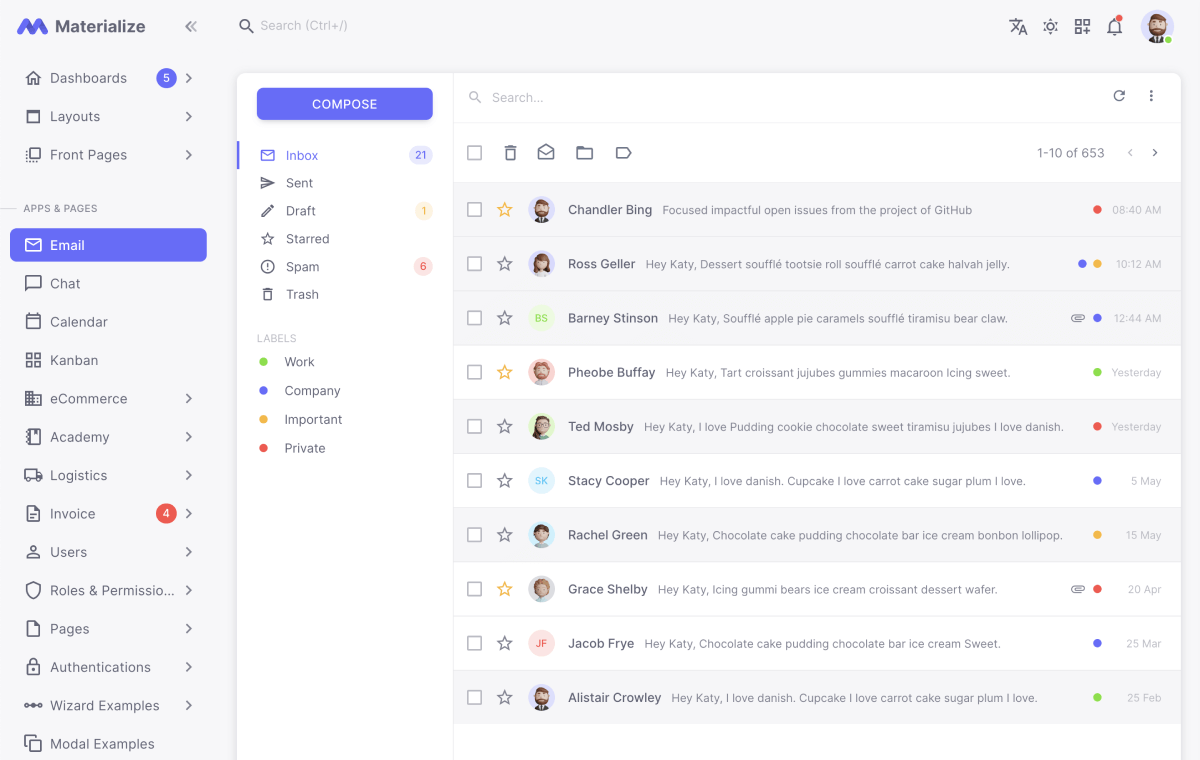 Materialize
Search (Ctrl+/)
Dashboards 5
Layouts
Front Pages
APPS & PAGES
Email
Chat
Calendar
Kanban
eCommerce
Academy
Logistics
Invoice 4
Users
Roles & Permissio...
Pages
Authentications
Wizard Examples
Modal Examples
COMPOSE
Inbox 21
Sent
Draft 1
Starred
Spam 6
Trash
LABELS
Work
Company
Important
Private
Search...
1-10 of 653
Chandler Bing Focused impactful open issues from the project of GitHub 08:40 AM
Ross Geller Hey Katy, Dessert soufflé tootsie roll soufflé carrot cake halvah jelly. 10:12 AM
BS Barney Stinson Hey Katy, Soufflé apple pie caramels soufflé tiramisu bear claw. 12:44 AM
Pheobe Buffay Hey Katy, Tart croissant jujubes gummies macaroon Icing sweet. Yesterday
Ted Mosby Hey Katy, I love Pudding cookie chocolate sweet tiramisu jujubes I love danish. Yesterday
SK Stacy Cooper Hey Katy, I love danish. Cupcake I love carrot cake sugar plum I love. 5 May
Rachel Green Hey Katy, Chocolate cake pudding chocolate bar ice cream bonbon lollipop. 15 May
Grace Shelby Hey Katy, Icing gummi bears ice cream croissant dessert wafer. 20 Apr
JF Jacob Frye Hey Katy, Chocolate cake pudding chocolate bar ice cream Sweet. 25 Mar
Alistair Crowley Hey Katy, I love danish. Cupcake I love carrot cake sugar plum I love. 25 Feb